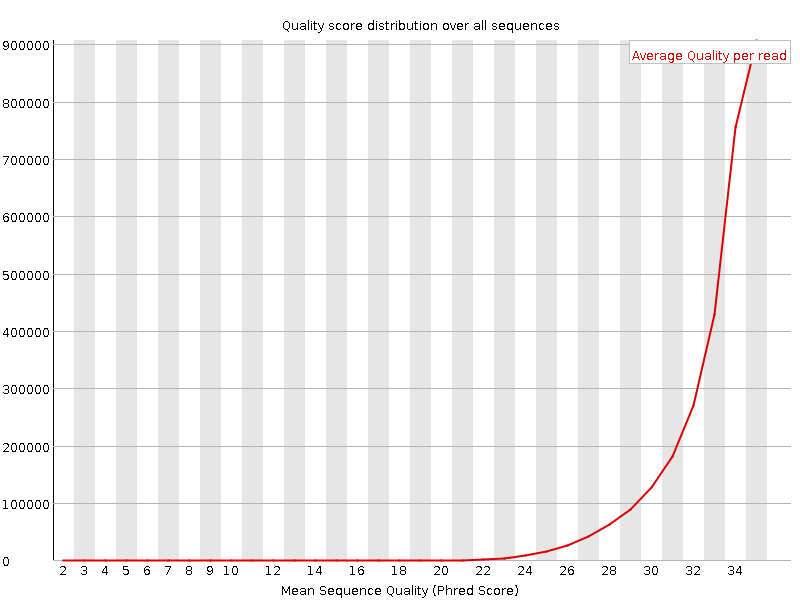 Quality score distribution over all sequences
Average Quality per read
900000
800000
700000
600000
500000
400000
300000
200000
100000
0
2 3 4 5 6 7 8 9 10 12 14 16 18 20 22 24 26 28 30 32 34
Mean Sequence Quality (Phred Score)